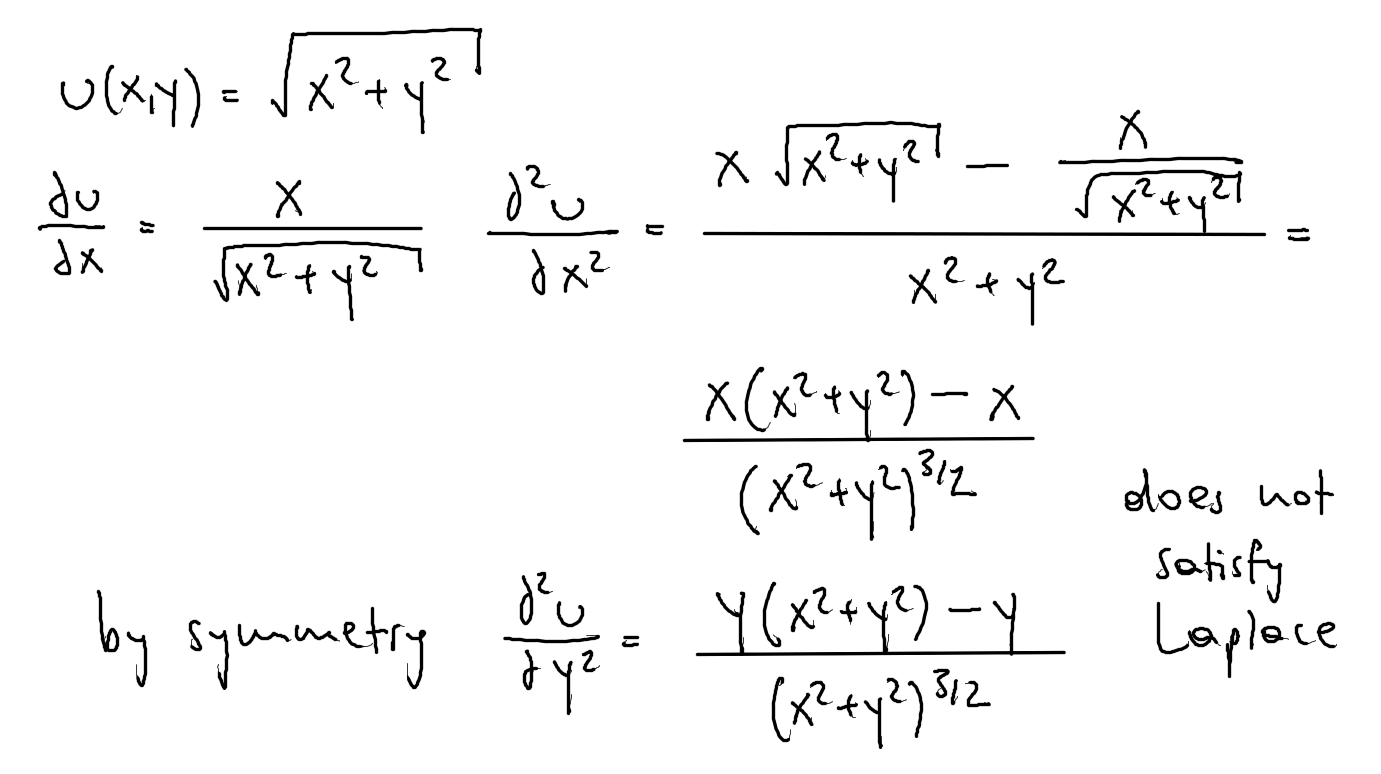 u(x,y) = √(x²+y²)
∂u/∂x = x/√(x²+y²)   ∂²u/∂x² = (x √(x²+y²) − x/√(x²+y²))/(x²+y²) =
(x(x²+y²) − x)/(x²+y²)^(3/2)
by symmetry ∂²u/∂y² = (y(x²+y²) − y)/(x²+y²)^(3/2)
does not
satisfy
Laplace